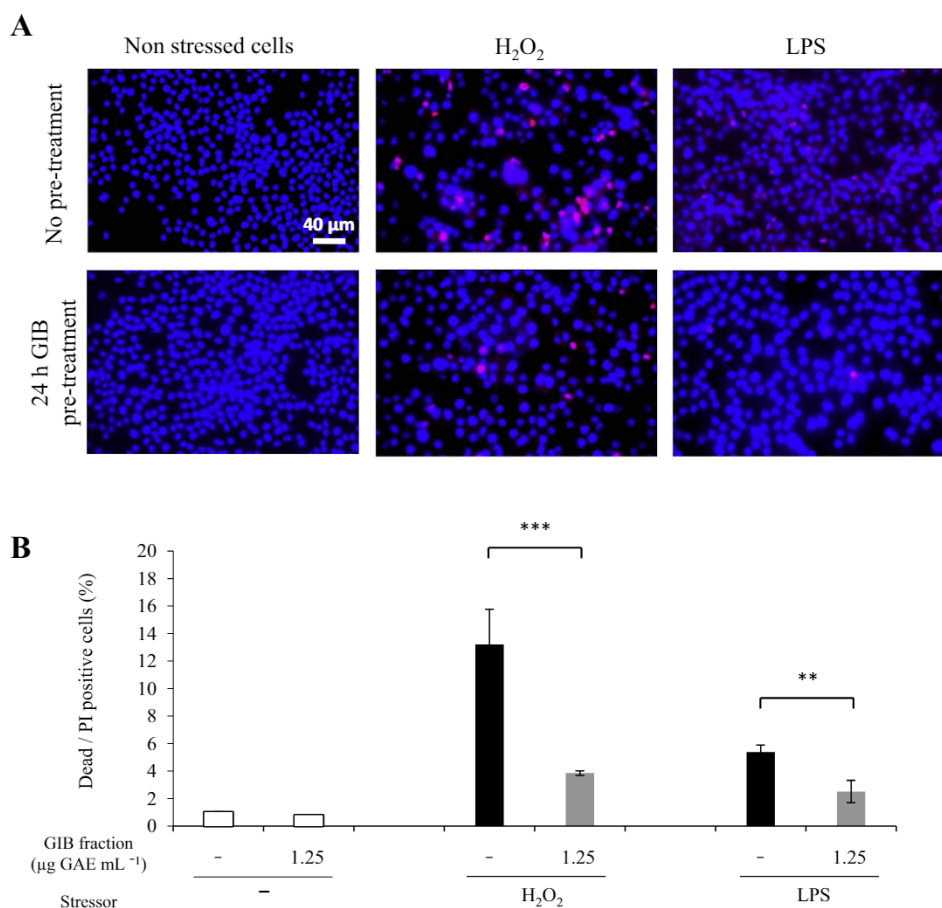 A
Non stressed cells
H₂O₂
LPS
No pre-treatment
40 µm
24 h GIB
pre-treatment
B
Dead / PI positive cells (%)
20
18
16
14
12
10
8
6
4
2
0
***
**
GIB fraction
(µg GAE mL ⁻¹)
– 1.25 – 1.25 – 1.25
Stressor
– H₂O₂ LPS